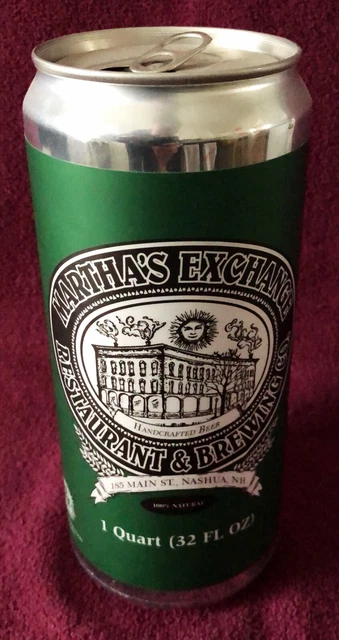 MARTHA'S EXCHANGE
RESTAURANT & BREWING CO.
HANDCRAFTED BEER
185 MAIN ST., NASHUA, NH
100% NATURAL
1 Quart (32 FL OZ)